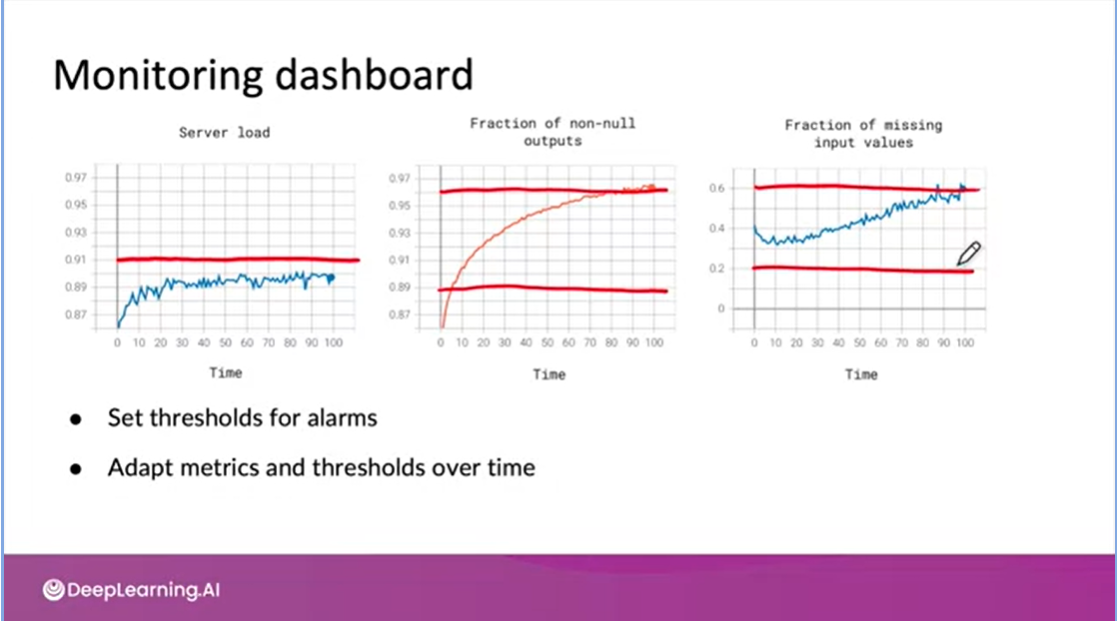 Monitoring dashboard
Server load
0.97
0.95
0.93
0.91
0.89
0.87
0 10 20 30 40 50 60 70 80 90 100
Time
Fraction of non-null
outputs
0.97
0.95
0.93
0.91
0.89
0.87
0 10 20 30 40 50 60 70 80 90 100
Time
Fraction of missing
input values
0.6
0.4
0.2
0
0 10 20 30 40 50 60 70 80 90 100
Time
● Set thresholds for alarms
● Adapt metrics and thresholds over time
DeepLearning.AI